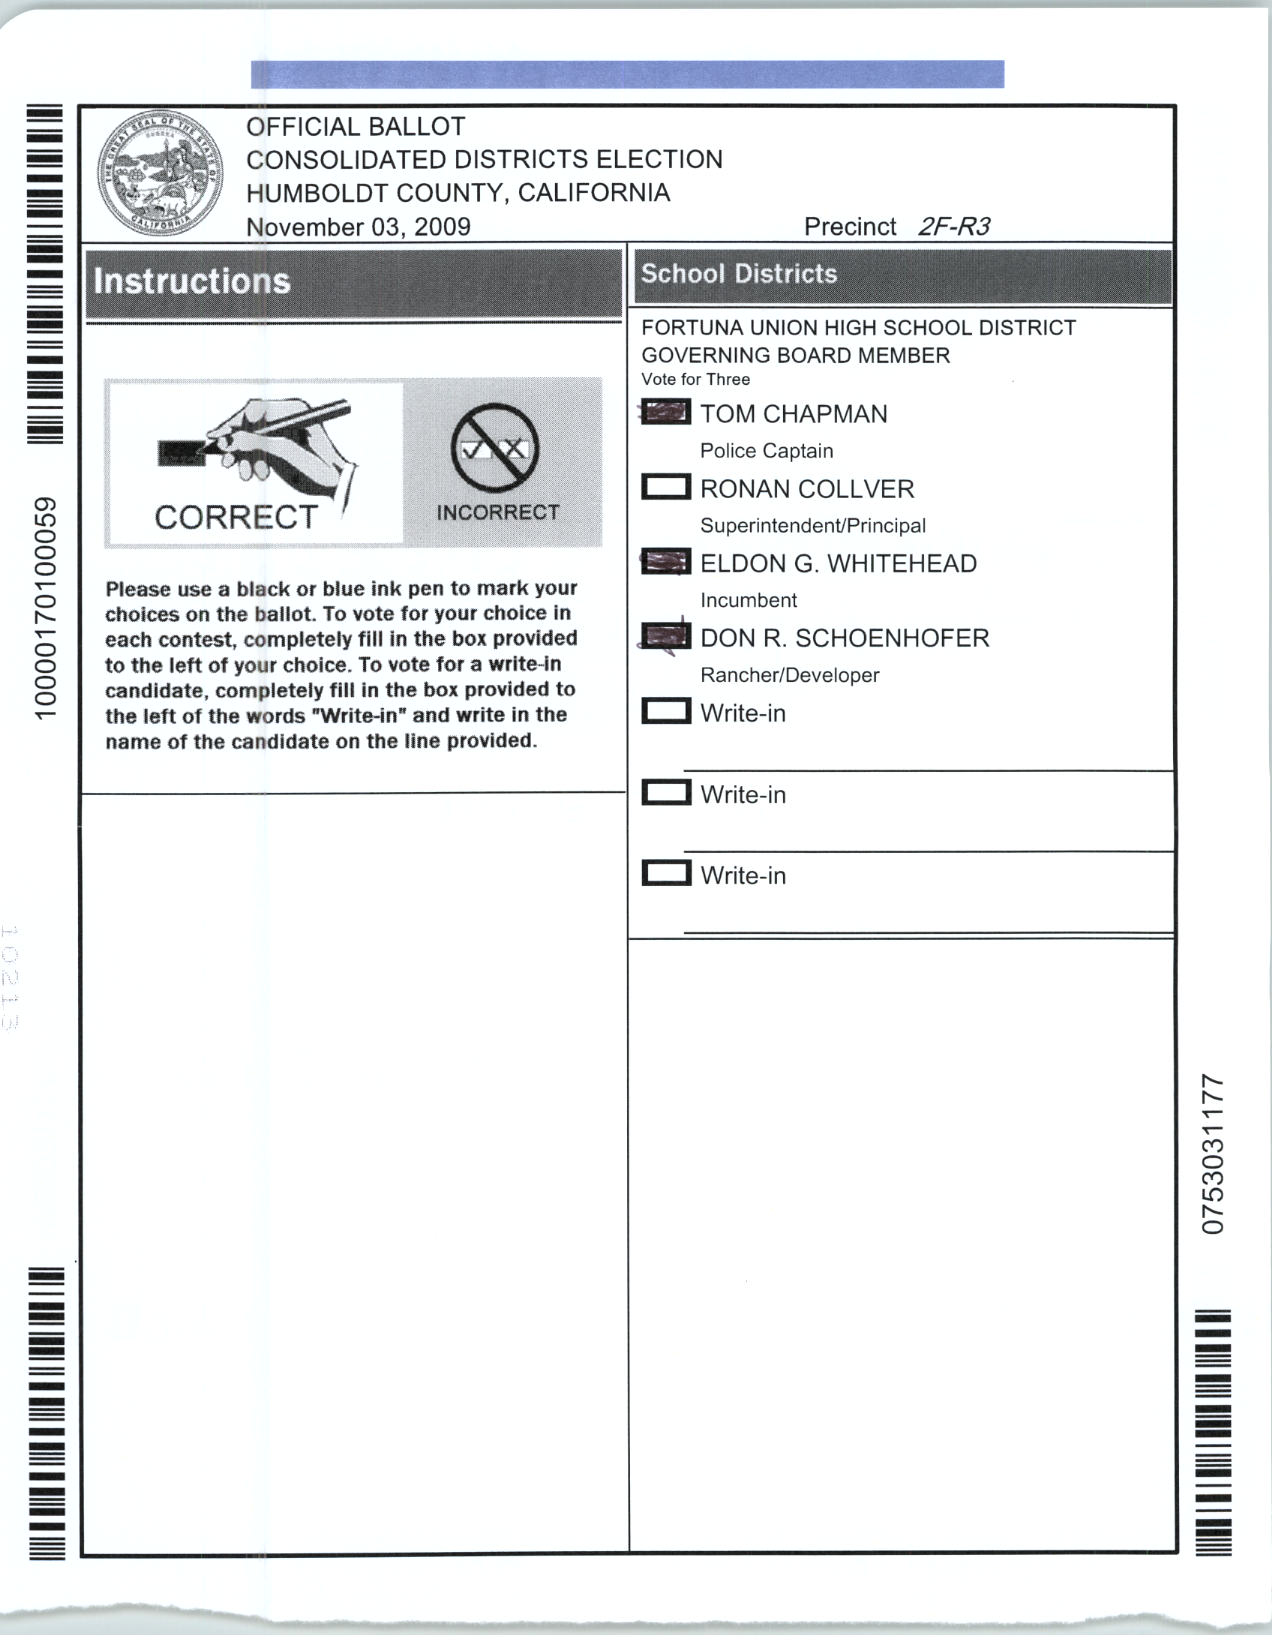 OFFICIAL BALLOT
CONSOLIDATED DISTRICTS ELECTION
HUMBOLDT COUNTY, CALIFORNIA
November 03, 2009
Precinct 2F-R3
THE GREAT SEAL OF THE STATE OF CALIFORNIA
EUREKA
Instructions
CORRECT
INCORRECT
Please use a black or blue ink pen to mark your
choices on the ballot. To vote for your choice in
each contest, completely fill in the box provided
to the left of your choice. To vote for a write-in
candidate, completely fill in the box provided to
the left of the words "Write-in" and write in the
name of the candidate on the line provided.
School Districts
FORTUNA UNION HIGH SCHOOL DISTRICT
GOVERNING BOARD MEMBER
Vote for Three
TOM CHAPMAN
Police Captain
RONAN COLLVER
Superintendent/Principal
ELDON G. WHITEHEAD
Incumbent
DON R. SCHOENHOFER
Rancher/Developer
Write-in
Write-in
Write-in
10000170100059
10213
0753031177